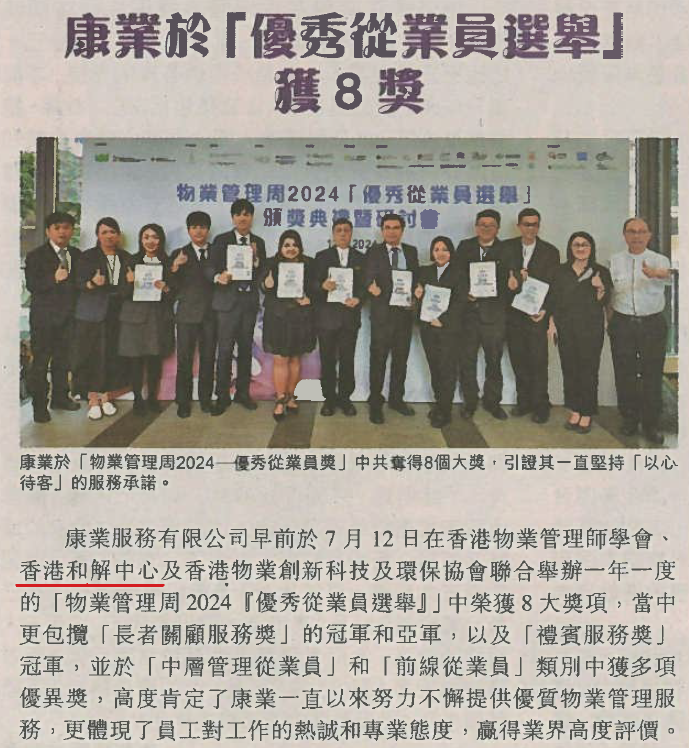 康業於「優秀從業員選舉」
獲8獎
物業管理周2024「優秀從業員選舉」
頒獎典禮暨研討會
康業於「物業管理周2024—優秀從業員獎」中共奪得8個大獎，引證其一直堅持「以心
待客」的服務承諾。
康業服務有限公司早前於7月12日在香港物業管理師學會、
香港和解中心及香港物業創新科技及環保協會聯合舉辦一年一度
的「物業管理周2024『優秀從業員選舉』」中榮獲8大獎項，當中
更包攬「長者關顧服務獎」的冠軍和亞軍，以及「禮賓服務獎」
冠軍，並於「中層管理從業員」和「前線從業員」類別中獲多項
優異獎，高度肯定了康業一直以來努力不懈提供優質物業管理服
務，更體現了員工對工作的熱誠和專業態度，贏得業界高度評價。